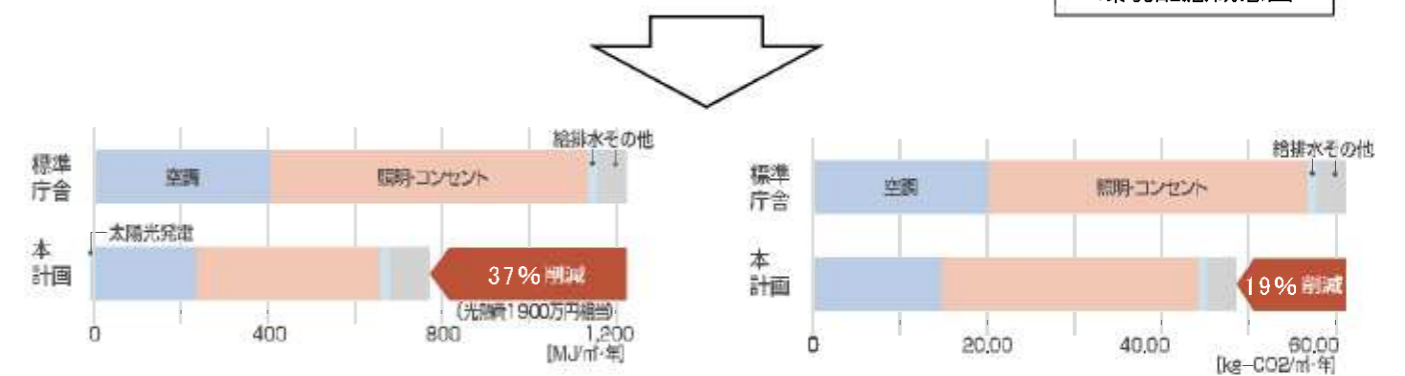 給排水その他
標準
庁舎
空調
照明・コンセント
太陽光発電
本
計画
37%削減
(光熱費1900万円相当)
0
400
800
1,200
[MJ/㎡・年]
給排水その他
標準
庁舎
空調
照明・コンセント
本
計画
19%削減
0
20.00
40.00
60.00
[kg-CO2/㎡・年]